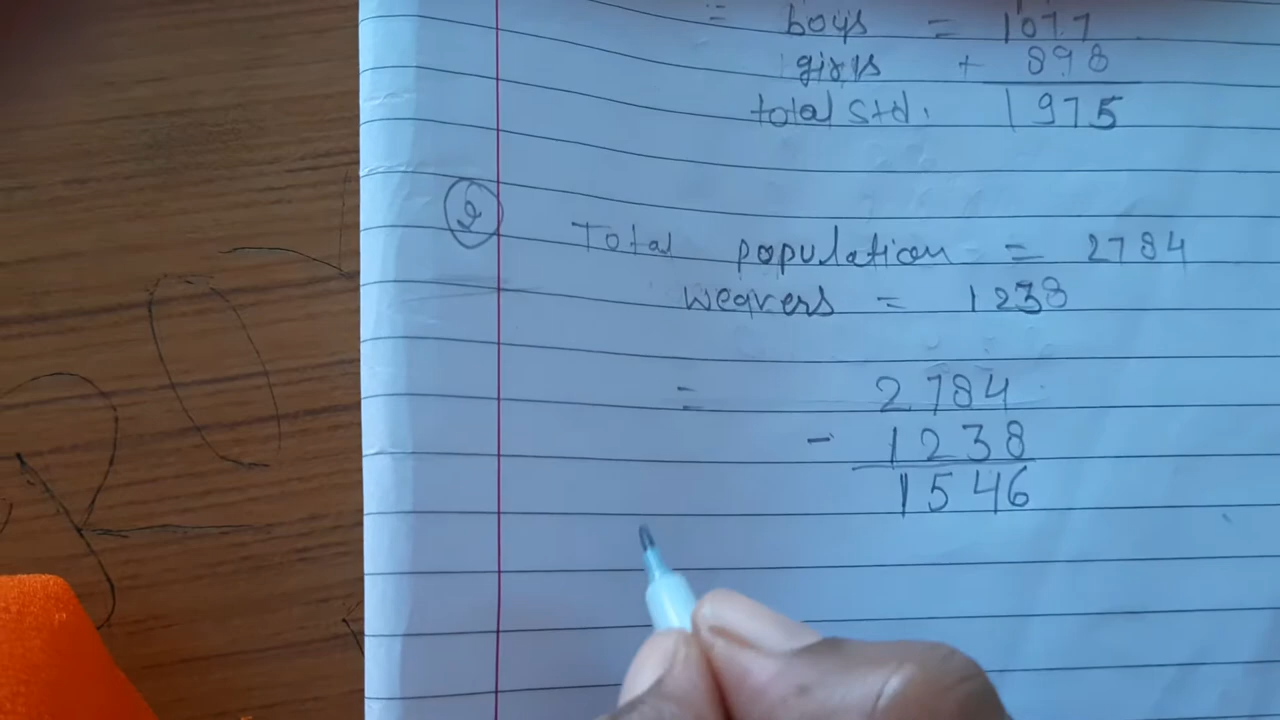 = boys = 1077
girls + 898
total std. 1975
2 Total population = 2784
weavers = 1238
= 2784
- 1238
1546